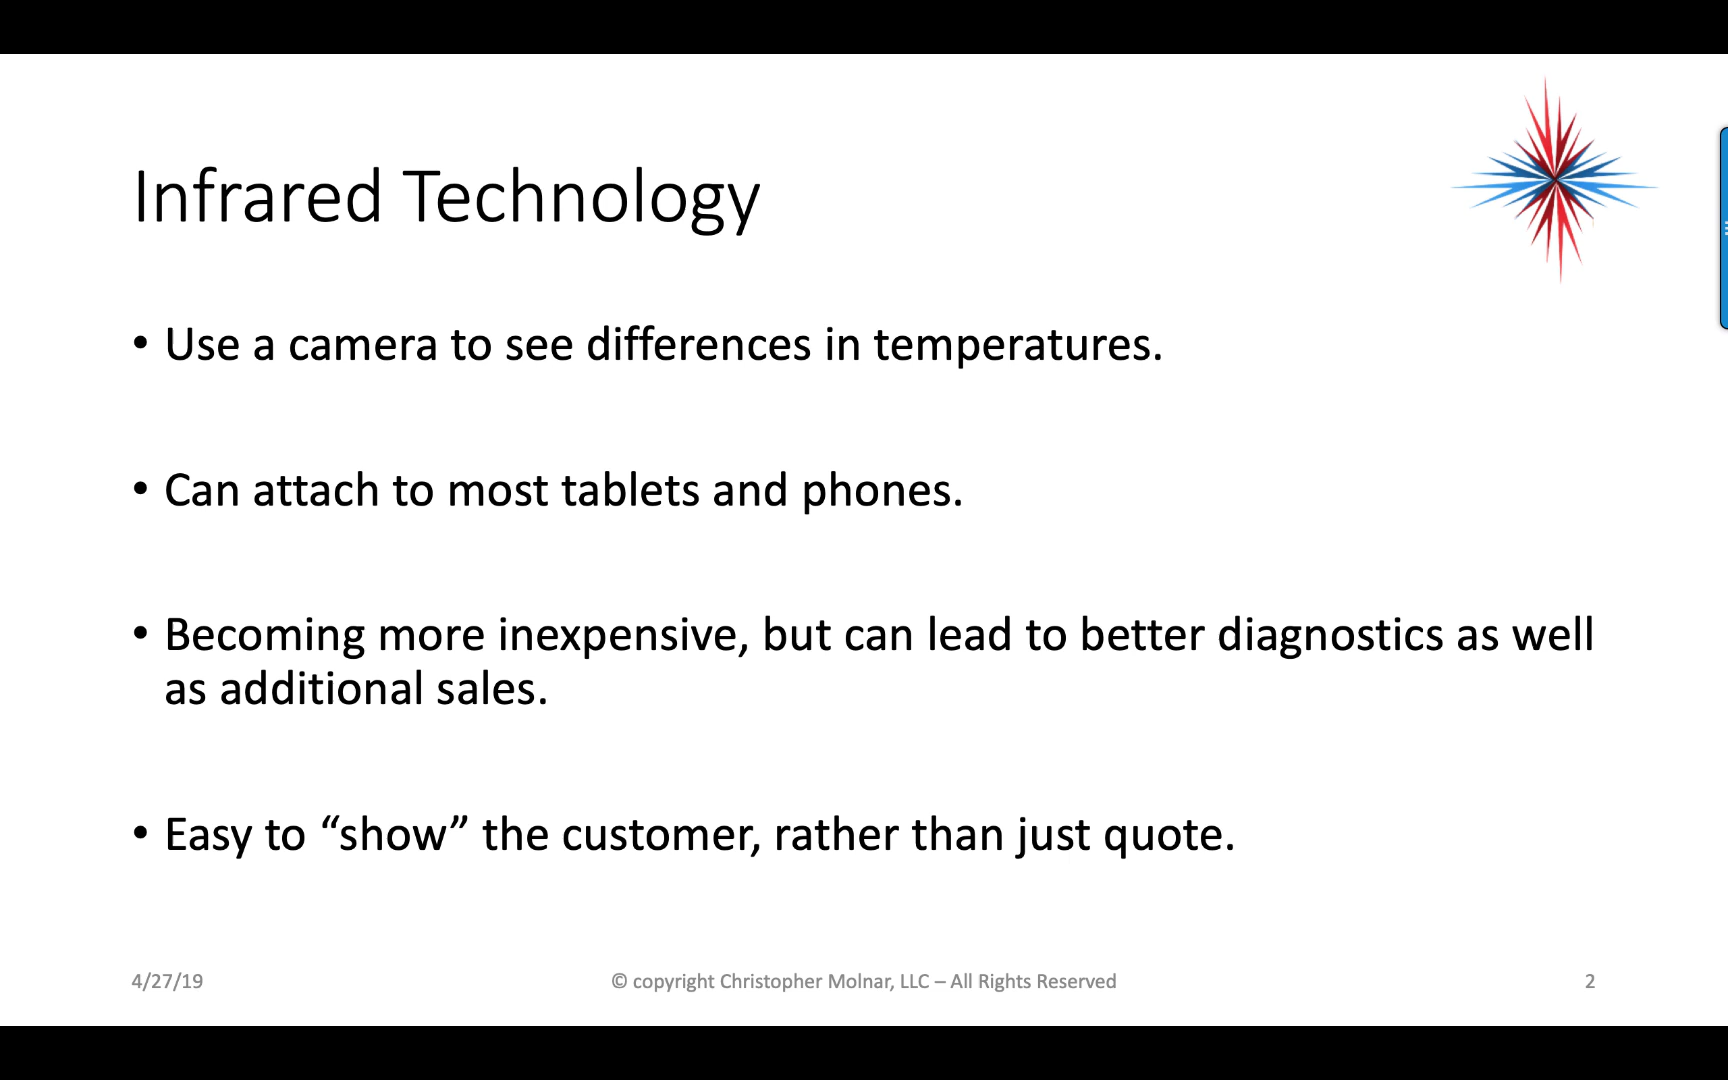 Infrared Technology
• Use a camera to see differences in temperatures.
• Can attach to most tablets and phones.
• Becoming more inexpensive, but can lead to better diagnostics as well
as additional sales.
• Easy to “show” the customer, rather than just quote.
4/27/19
© copyright Christopher Molnar, LLC – All Rights Reserved
2